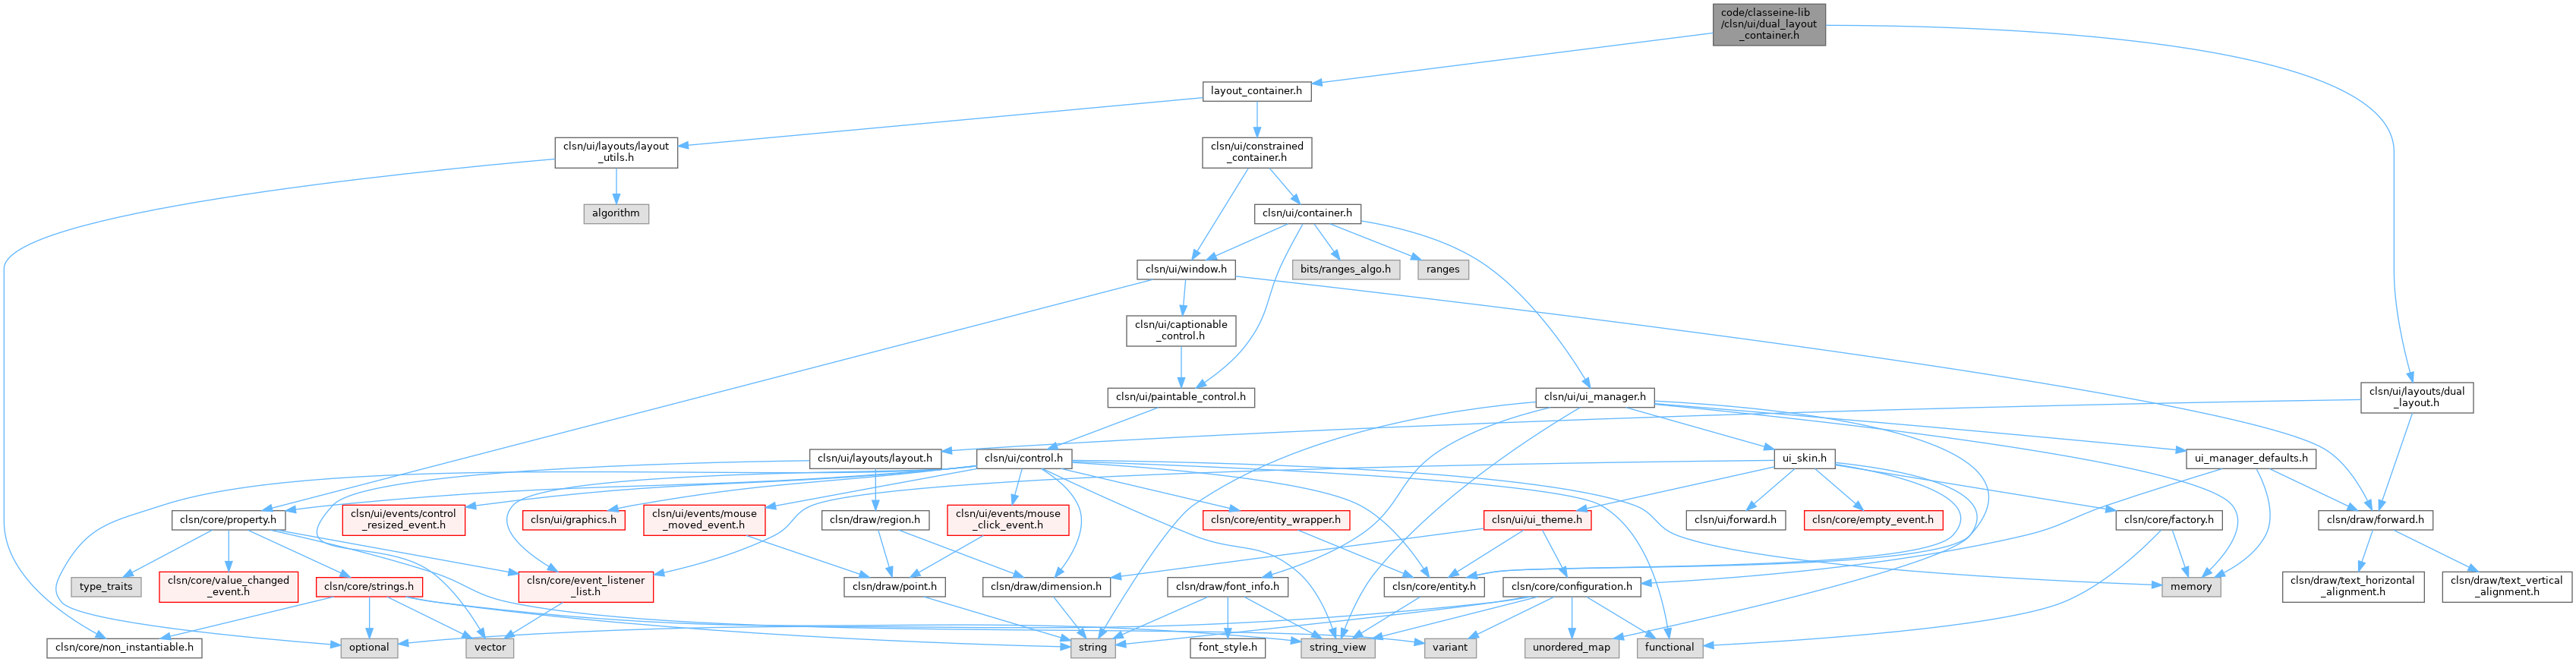 code/classeine-lib
/clsn/ui/dual_layout
_container.h
layout_container.h
clsn/ui/layouts/layout
_utils.h
clsn/ui/constrained
_container.h
algorithm
clsn/ui/container.h
clsn/ui/window.h
bits/ranges_algo.h
ranges
clsn/ui/captionable
_control.h
clsn/ui/paintable_control.h
clsn/ui/ui_manager.h
clsn/ui/layouts/dual
_layout.h
clsn/ui/layouts/layout.h
clsn/ui/control.h
ui_skin.h
ui_manager_defaults.h
clsn/core/property.h
clsn/ui/events/control
_resized_event.h
clsn/ui/graphics.h
clsn/ui/events/mouse
_moved_event.h
clsn/draw/region.h
clsn/ui/events/mouse
_click_event.h
clsn/core/entity_wrapper.h
clsn/ui/ui_theme.h
clsn/ui/forward.h
clsn/core/empty_event.h
clsn/core/factory.h
clsn/draw/forward.h
type_traits
clsn/core/value_changed
_event.h
clsn/core/strings.h
clsn/core/event_listener
_list.h
clsn/draw/point.h
clsn/draw/dimension.h
clsn/draw/font_info.h
clsn/core/entity.h
clsn/core/configuration.h
memory
clsn/draw/text_horizontal
_alignment.h
clsn/draw/text_vertical
_alignment.h
clsn/core/non_instantiable.h
optional
vector
string
font_style.h
string_view
variant
unordered_map
functional